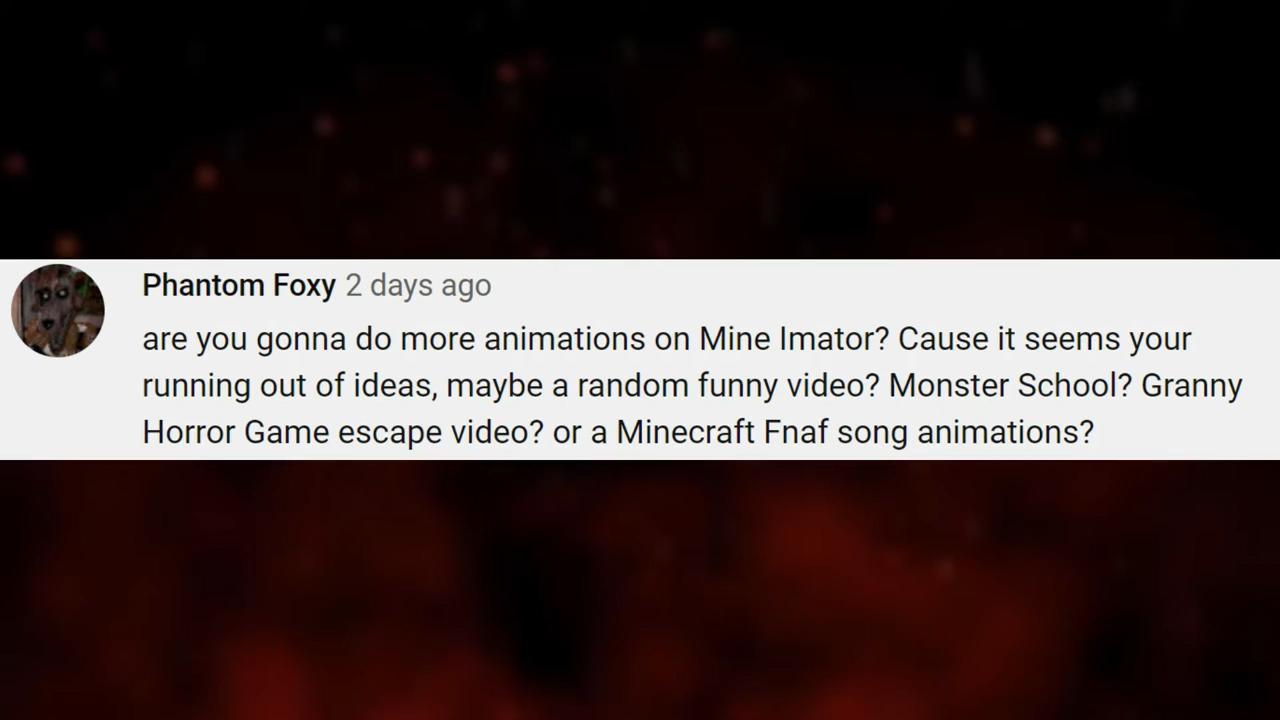 Phantom Foxy 2 days ago
are you gonna do more animations on Mine Imator? Cause it seems your
running out of ideas, maybe a random funny video? Monster School? Granny
Horror Game escape video? or a Minecraft Fnaf song animations?